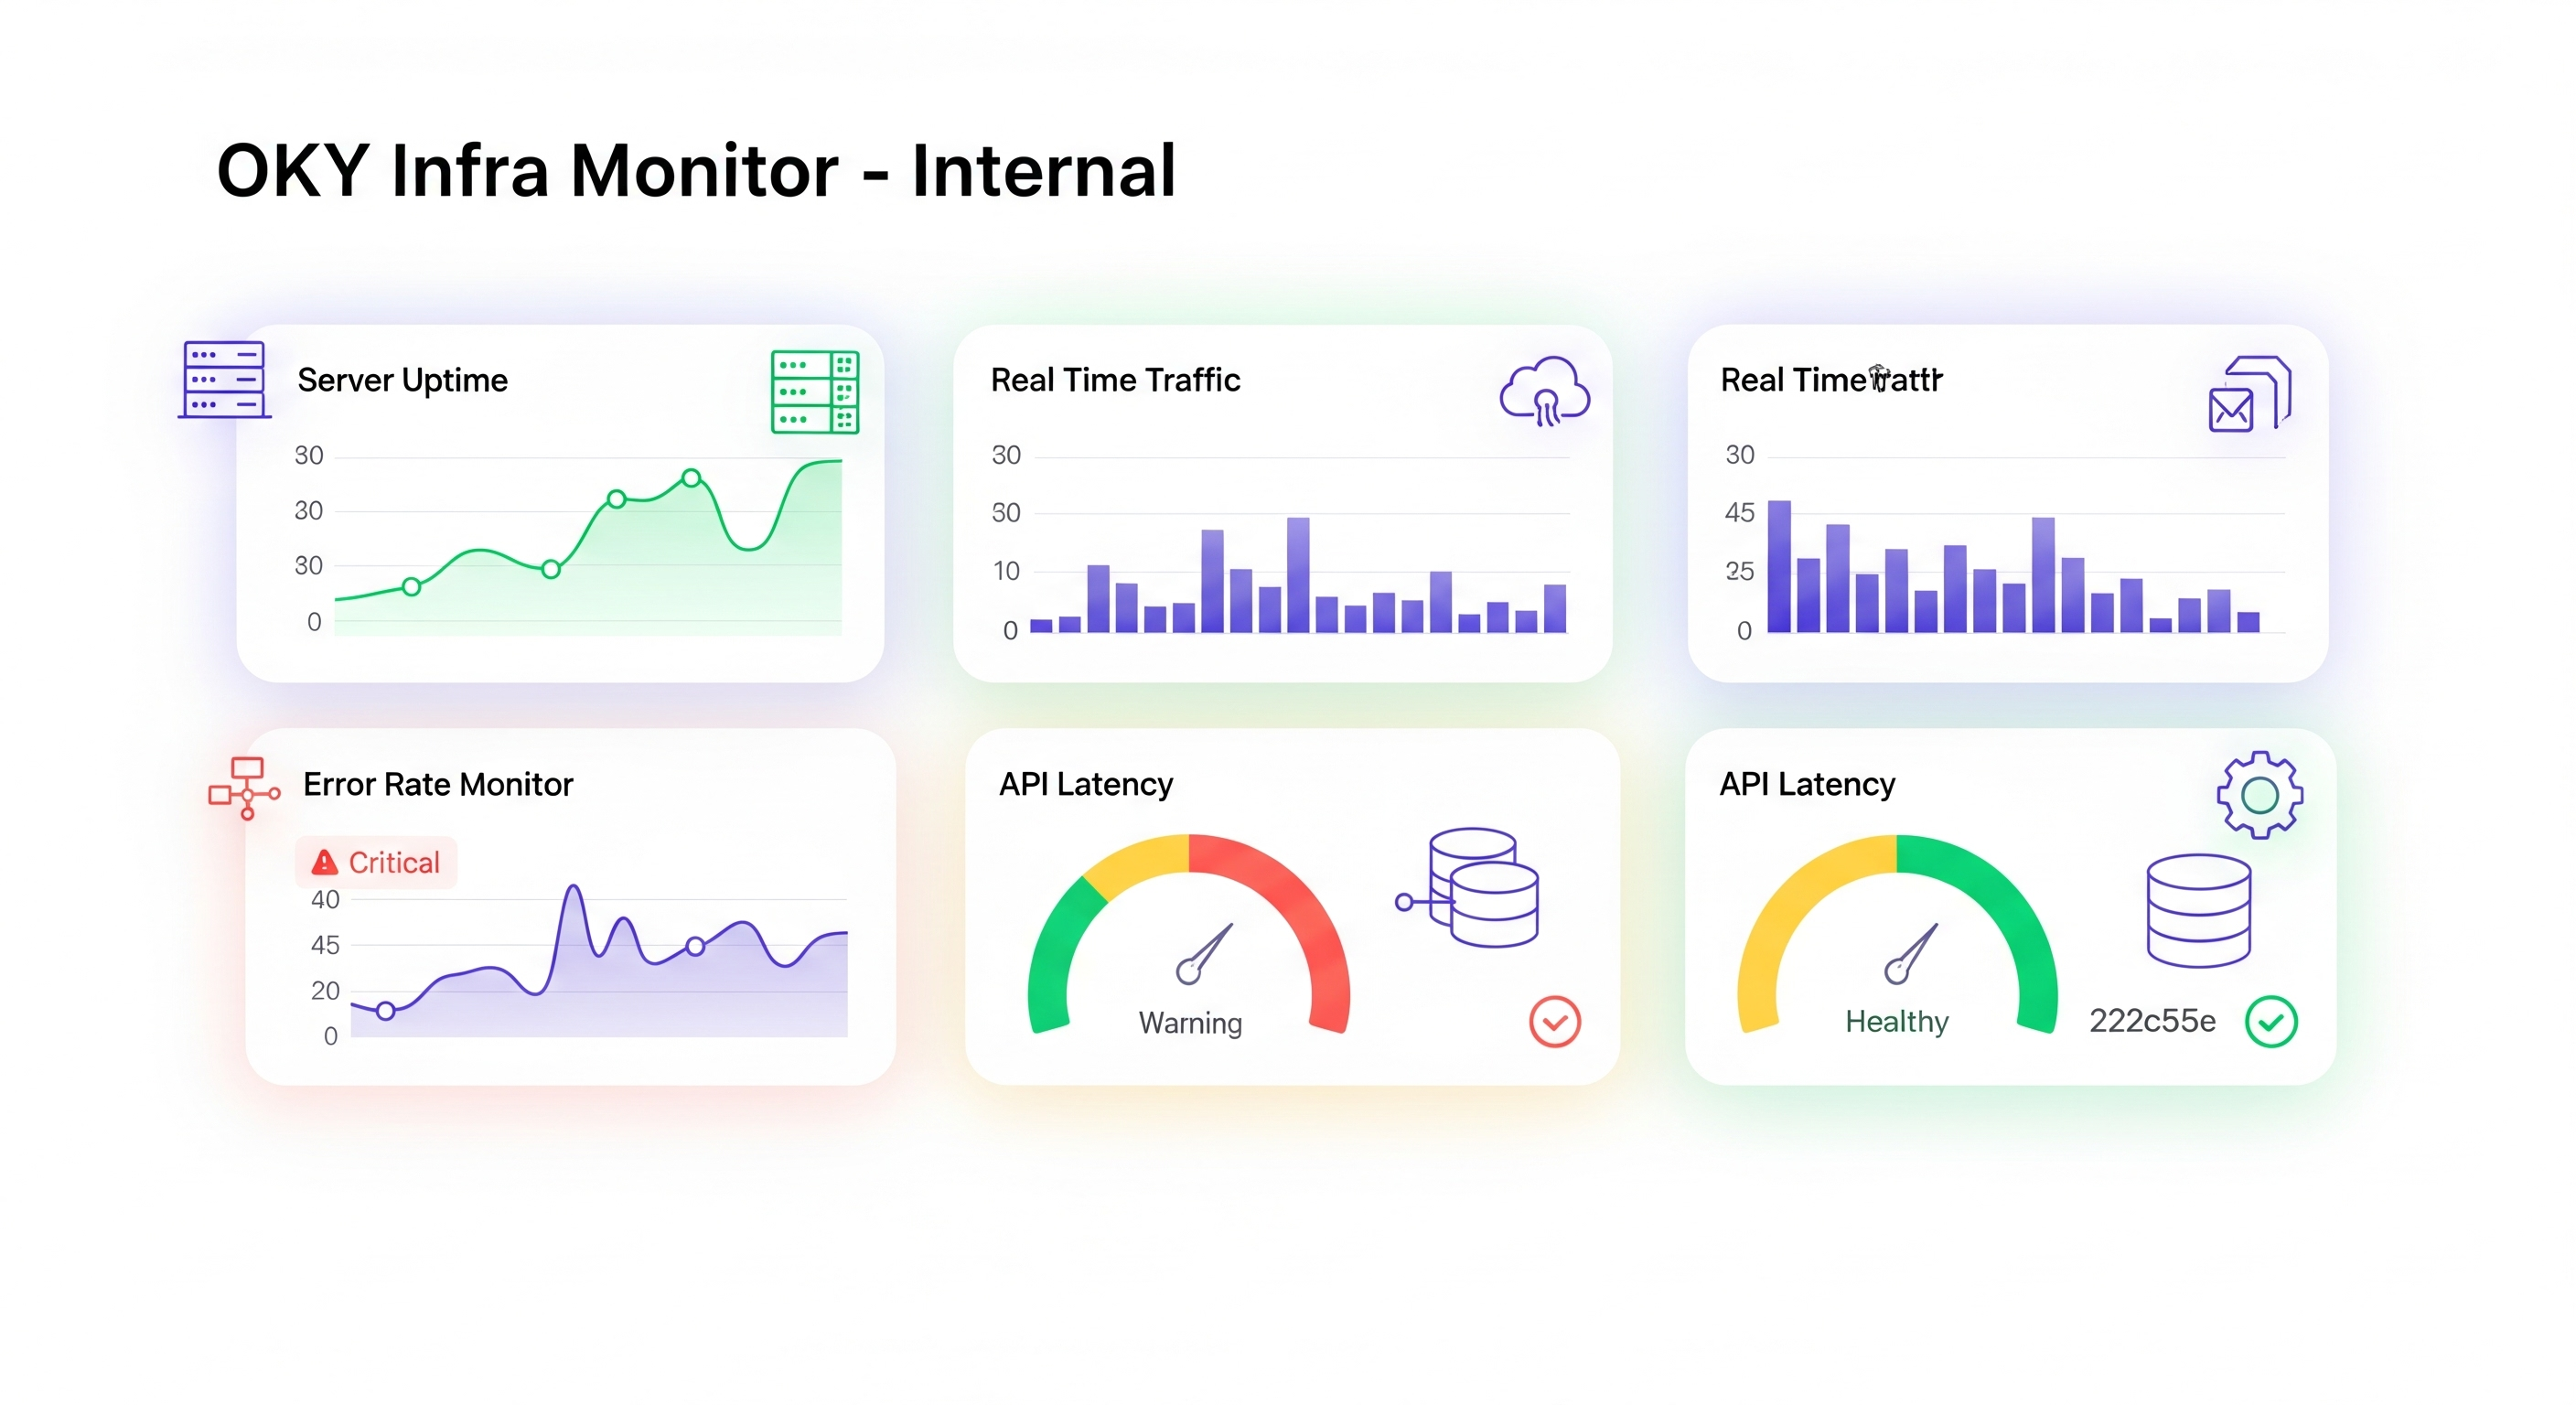 OKY Infra Monitor - Internal
Server Uptime
30
30
30
0
Real Time Traffic
30
30
10
0
Real Time
30
45
25
0
Error Rate Monitor
Critical
40
45
20
0
API Latency
Warning
API Latency
Healthy
222c55e